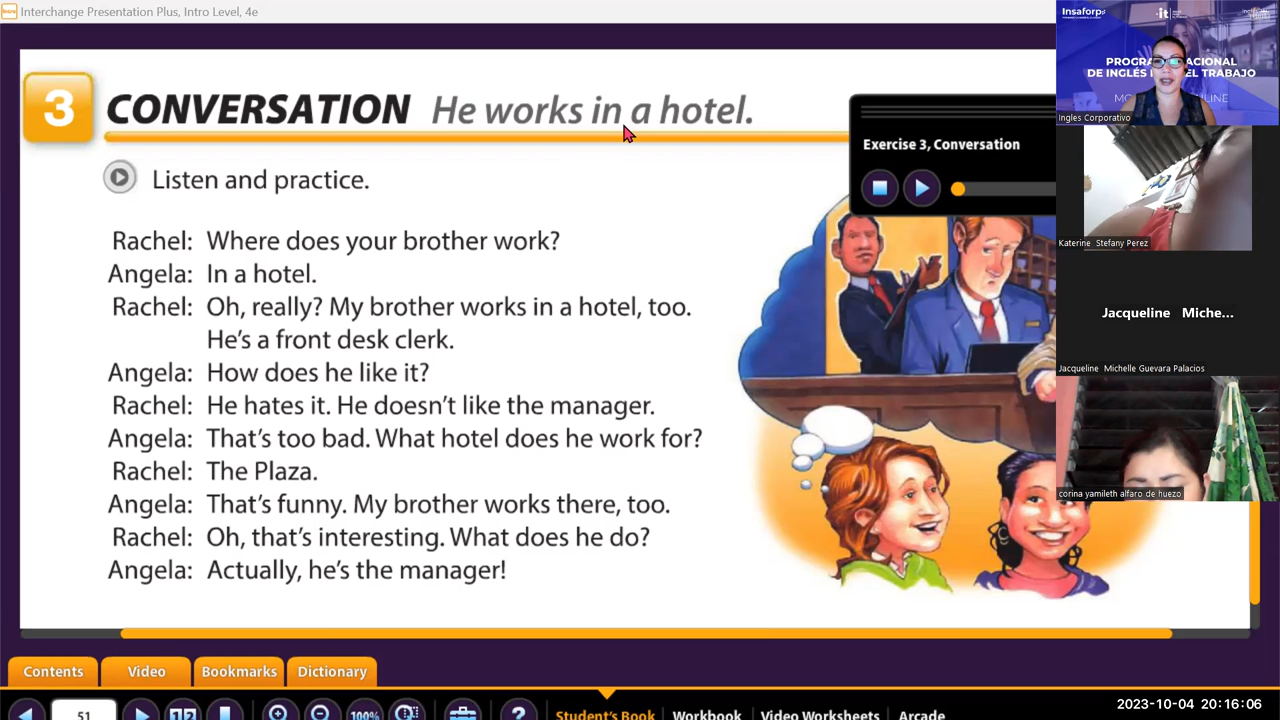 Interchange Presentation Plus, Intro Level, 4e
3 CONVERSATION He works in a hotel.
Listen and practice.
Rachel: Where does your brother work?
Angela: In a hotel.
Rachel: Oh, really? My brother works in a hotel, too.
He's a front desk clerk.
Angela: How does he like it?
Rachel: He hates it. He doesn't like the manager.
Angela: That's too bad. What hotel does he work for?
Rachel: The Plaza.
Angela: That's funny. My brother works there, too.
Rachel: Oh, that's interesting. What does he do?
Angela: Actually, he's the manager!
Exercise 3, Conversation
Insaforp
Ingles Corporativo
Katerine Stefany Perez
Jacqueline Miche...
Jacqueline Michelle Guevara Palacios
corina yamileth alfaro de huezo
Contents Video Bookmarks Dictionary
51 1 2 100% ? Student's Book Workbook Video Worksheets Arcade
2023-10-04 20:16:06